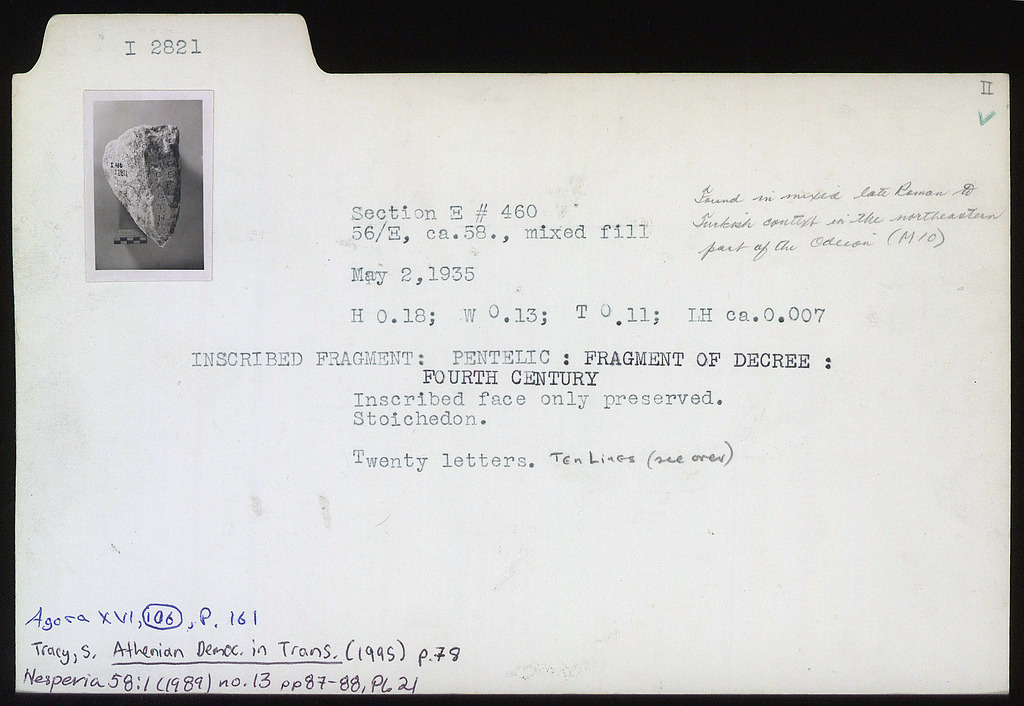 I 2821
II
Section E # 460
56/E, ca.58., mixed fill
Found in mixed late Roman to
Turkish context in the northeastern
part of the Odeion (M 10)
May 2,1935
H 0.18; W 0.13; T 0.11; LH ca.0.007
INSCRIBED FRAGMENT: PENTELIC : FRAGMENT OF DECREE :
FOURTH CENTURY
Inscribed face only preserved.
Stoichedon.
Twenty letters. Ten Lines (see over)
Agora XVI, 106, P. 161
Tracy, S. Athenian Democ. in Trans. (1995) p.78
Hesperia 58:1 (1989) no.13 pp87-88, Pl. 21